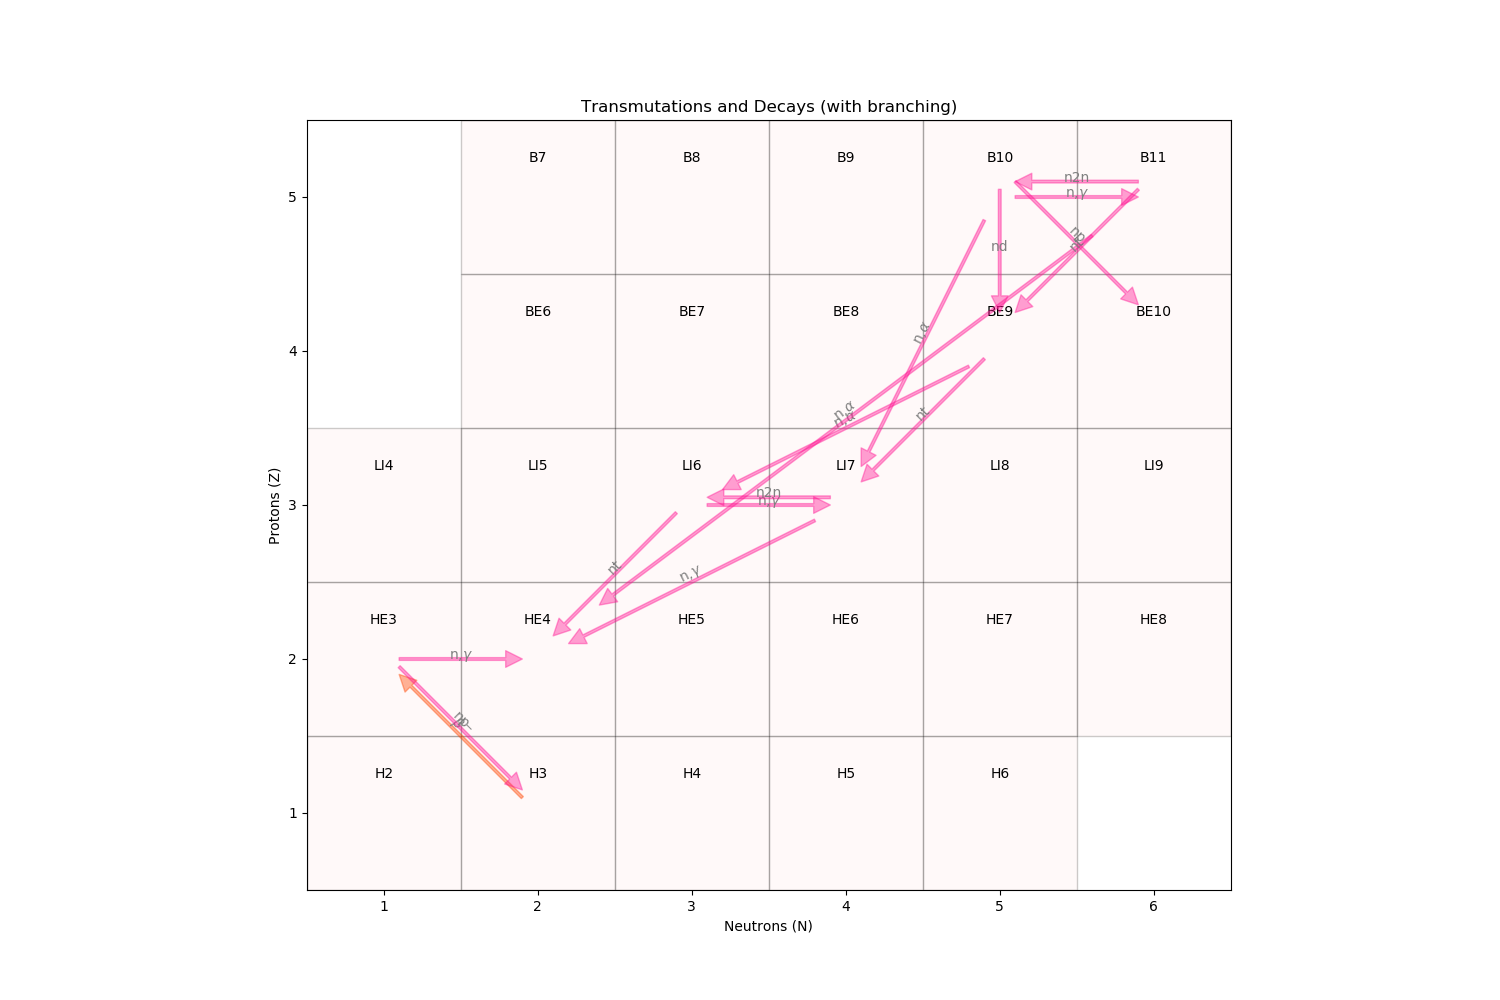 Transmutations and Decays (with branching)
B7 B8 B9 B10 B11
n2n
n,γ
5
np
nd
BE6 BE7 BE8 BE9 BE10
n,α
4
n,α
n,α
nt
LI4 LI5 LI6 LI7 LI8 LI9
n2n
n,γ
3
nt
n,γ
HE3 HE4 HE5 HE6 HE7 HE8
n,γ
2
np
H2 H3 H4 H5 H6
1
1 2 3 4 5 6
Neutrons (N)
Protons (Z)